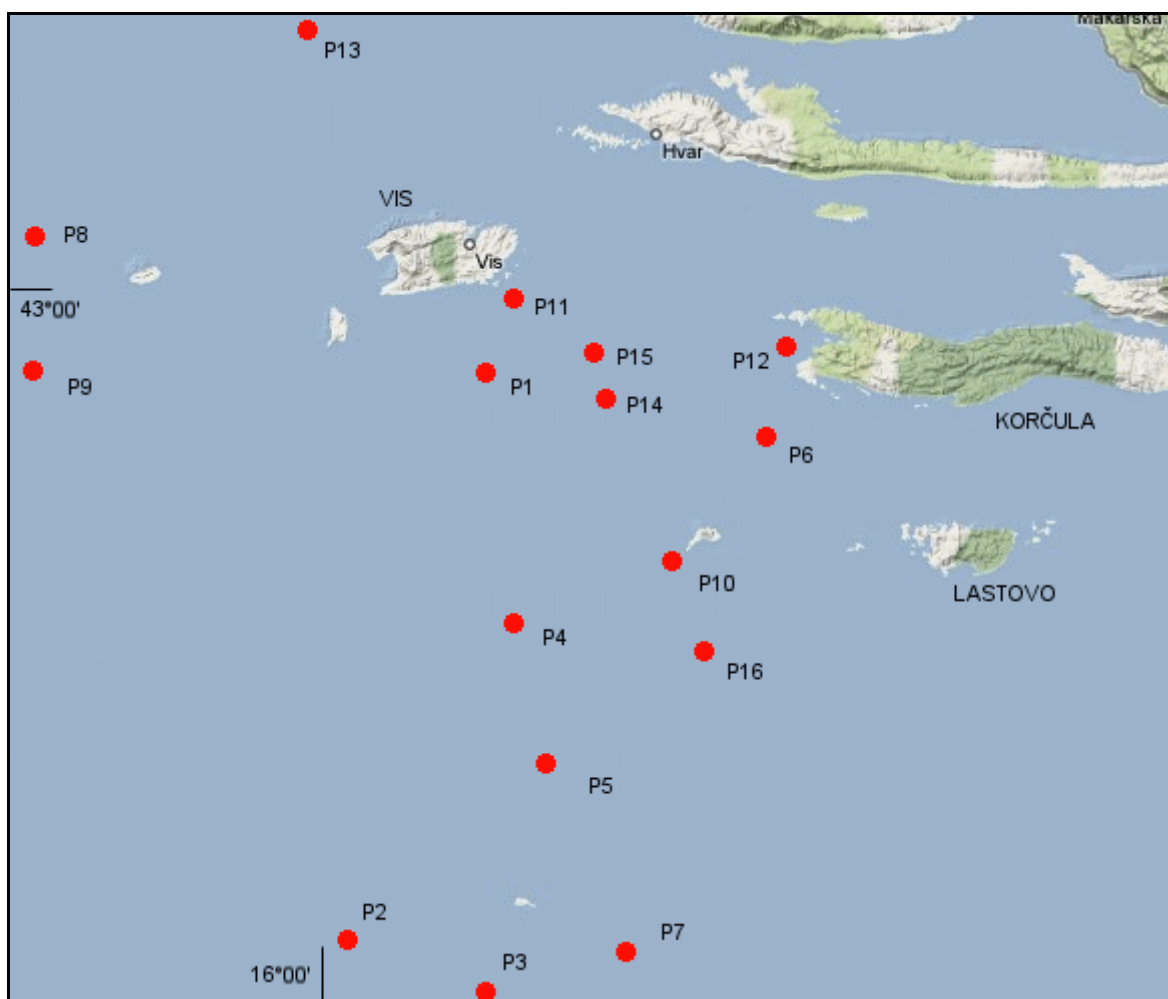 Makarska
P13
Hvar
VIS
P8
Vis
43°00'
P11
P15
P12
P9
P1
P14
KORČULA
P6
P10
LASTOVO
P4
P16
P5
P2
P7
P3
16°00'